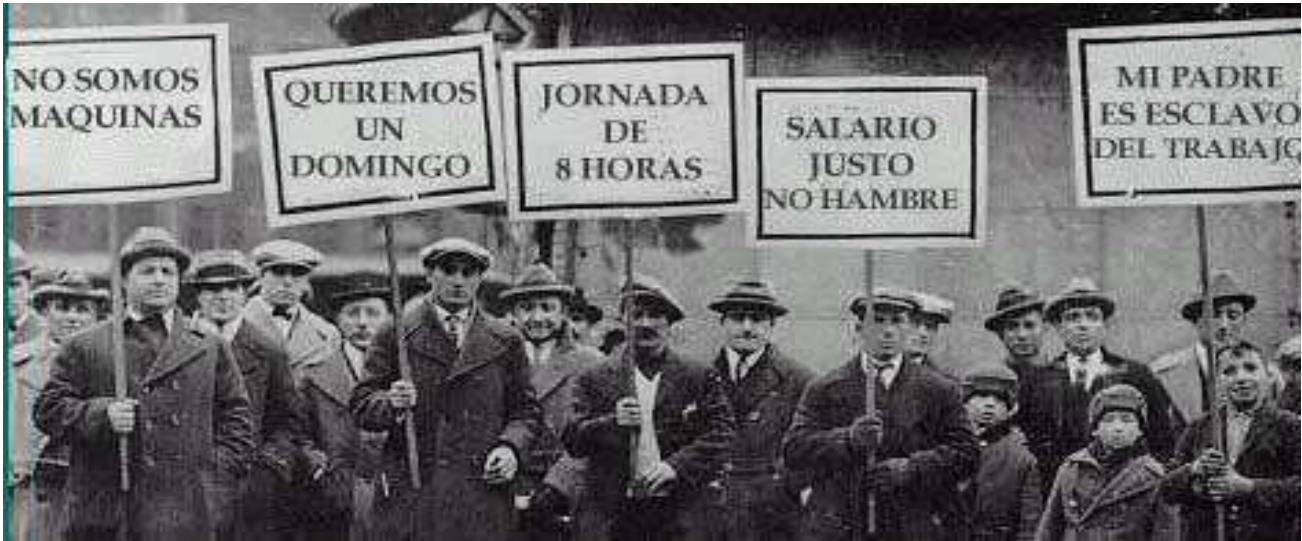 NO SOMOS
MAQUINAS
QUEREMOS
UN
DOMINGO
JORNADA
DE
8 HORAS
SALARIO
JUSTO
NO HAMBRE
MI PADRE
ES ESCLAVO
DEL TRABAJO